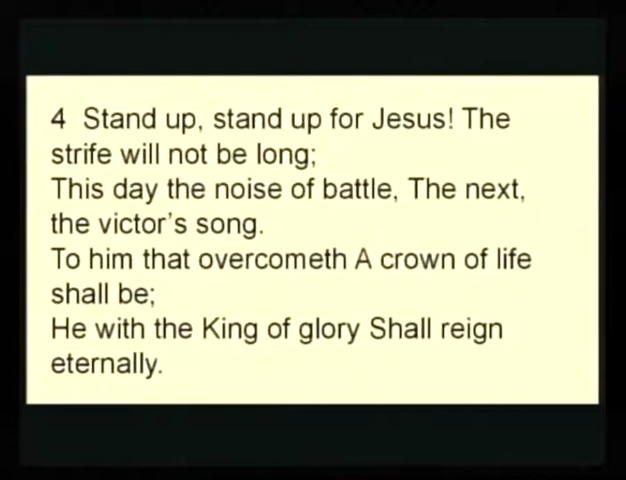 4 Stand up, stand up for Jesus! The
strife will not be long;
This day the noise of battle, The next,
the victor's song.
To him that overcometh A crown of life
shall be;
He with the King of glory Shall reign
eternally.